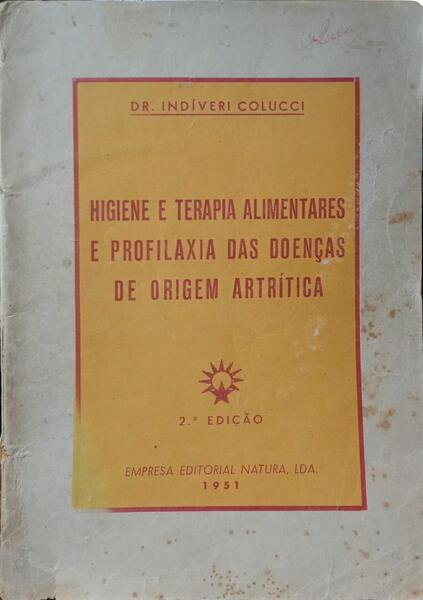 DR. INDÍVERI COLUCCI
HIGIENE E TERAPIA ALIMENTARES
E PROFILAXIA DAS DOENÇAS
DE ORIGEM ARTRÍTICA
2.ª EDIÇÃO
EMPRESA EDITORIAL NATURA, LDA.
1951